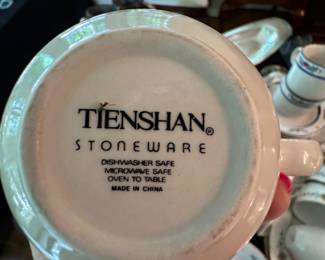 TIENSHAN®
STONEWARE
DISHWASHER SAFE
MICROWAVE SAFE
OVEN TO TABLE
MADE IN CHINA